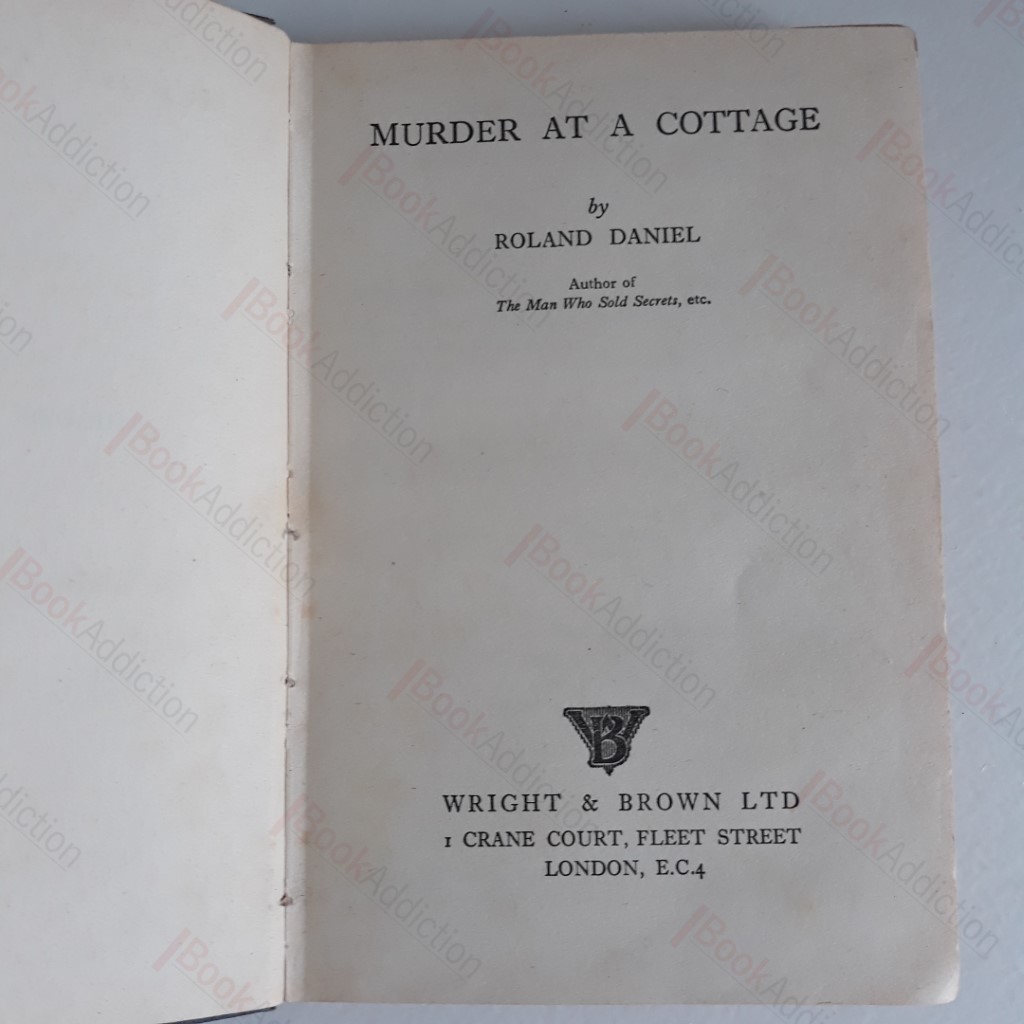 MURDER AT A COTTAGE
by
ROLAND DANIEL
Author of
The Man Who Sold Secrets, etc.
WB
WRIGHT & BROWN LTD
1 CRANE COURT, FLEET STREET
LONDON, E.C.4
BookAddiction